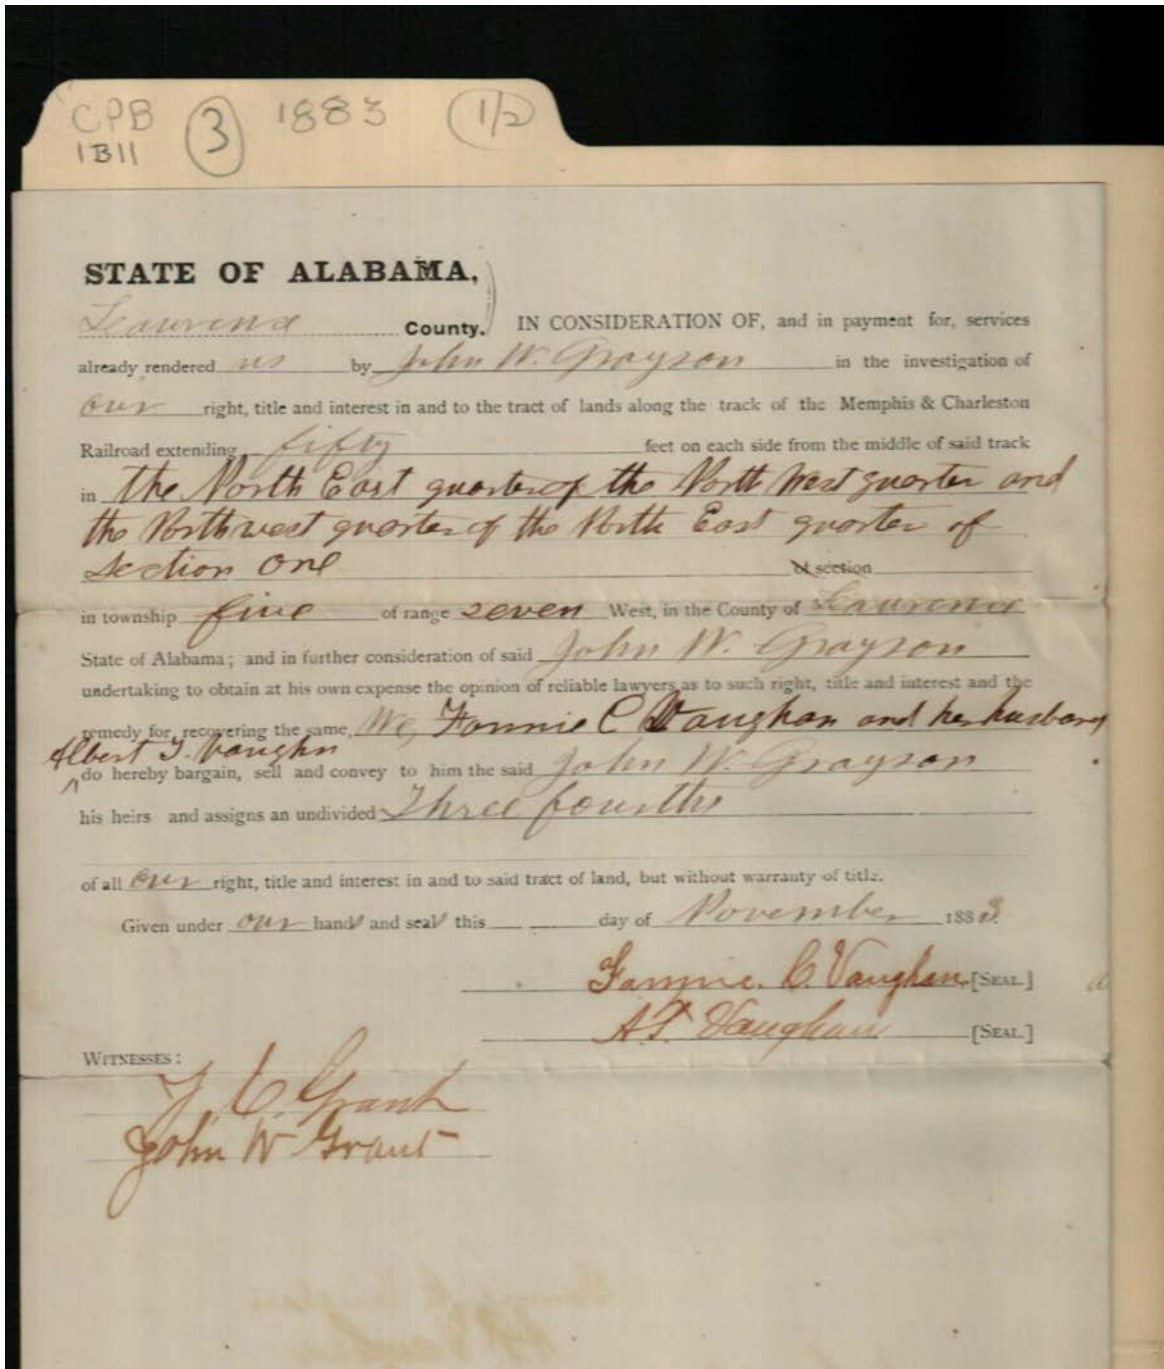 CPB 3 1883 1/2
1B11
STATE OF ALABAMA,
Lawrence County. IN CONSIDERATION OF, and in payment for, services
already rendered us by John W. Grayson in the investigation of
our right, title and interest in and to the tract of lands along the track of the Memphis & Charleston
Railroad extending fifty feet on each side from the middle of said track
in the North East quarter of the North West quarter and
the Northwest quarter of the North East quarter of
Section One of section
in township five of range seven West, in the County of Lawrence
State of Alabama; and in further consideration of said John W. Grayson
undertaking to obtain at his own expense the opinion of reliable lawyers as to such right, title and interest and the
remedy for recovering the same, We, Fannie C Vaughan and her husband
Albert T. Vaughn
do hereby bargain, sell and convey to him the said John W. Grayson
his heirs and assigns an undivided Three fourths
of all our right, title and interest in and to said tract of land, but without warranty of title.
Given under our hand and seal this day of November 1883.
Fannie. C. Vaughan [SEAL]
A.T. Vaughan [SEAL]
WITNESSES:
C. Grant
John W Grant